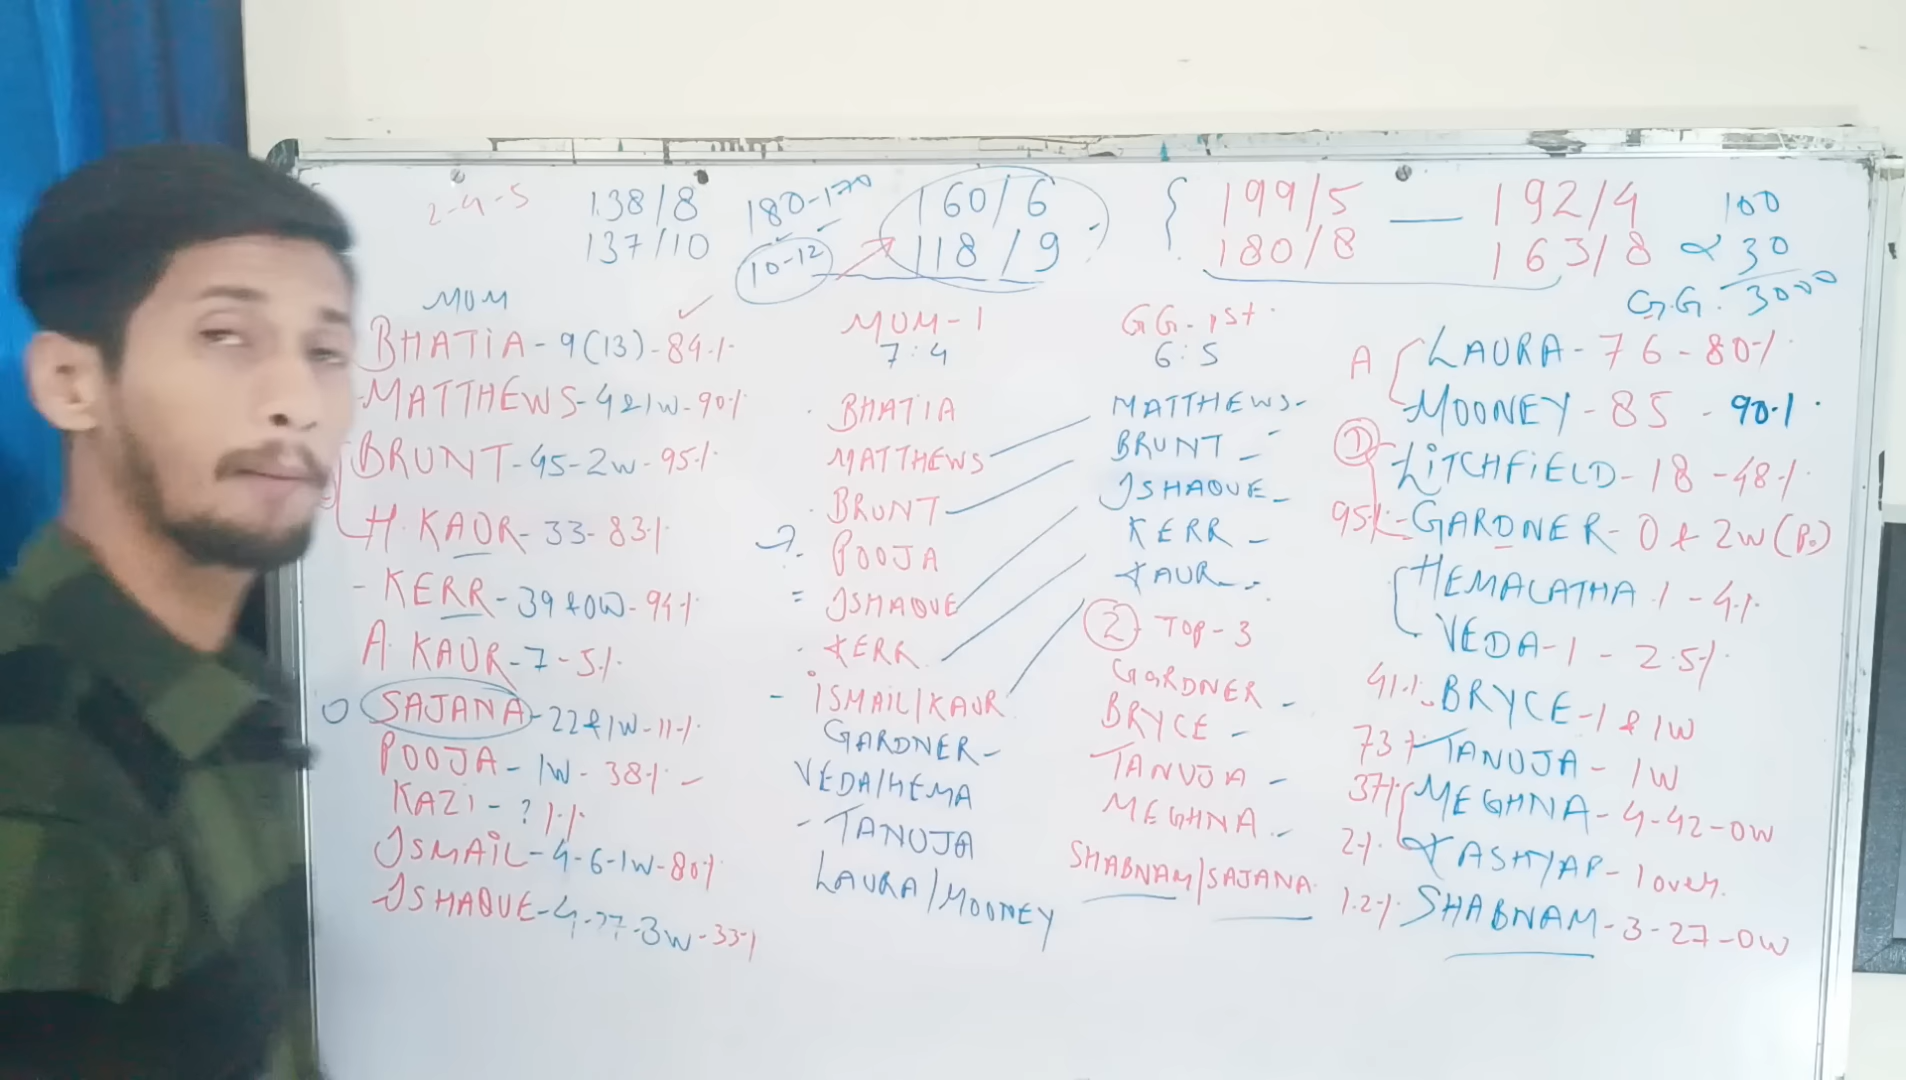 2-4-5
138/8
137/10
180-170
10-12
160/6
118/9
199/5 — 192/4
180/8
163/8
100
30
G.G. 3000
MUM
BHATIA - 9(13) - 84%
MATTHEWS - 4&1W - 90%
BRUNT - 45 - 2W - 95%
H. KAUR - 33 - 83%
KERR - 39&0W - 94%
A. KAUR - 7 - 5%
SAJANA - 22&1W - 11%
POOJA - 1W - 38%
KAZI - ? 1%
ISMAIL - 4-6-1W - 80%
ISHAQUE - 4-27-3W - 33%
MUM-1
7:4
BHATIA
MATTHEWS
BRUNT
POOJA
ISHAQUE
KERR
ISMAIL/KAUR
GARDNER
VEDA/HEMA
TANUJA
LAURA/MOONEY
GG-1st
6:5
MATTHEWS
BRUNT
ISHAQUE
KERR
KAUR
2 TOP-3
GARDNER
BRYCE
TANUJA
MEGHNA
SHABNAM/SAJANA
A LAURA - 76 - 80%
MOONEY - 85 - 90%
1 LITCHFIELD - 18 - 48%
95% GARDNER - 0 & 2W (P.)
HEMALATHA 1 - 4%
VEDA - 1 - 2.5%
41% BRYCE - 1 & 1W
73% TANUJA - 1W
37% MEGHNA - 4-42-0W
2% KASHYAP - 1 over.
1.2% SHABNAM - 3-27-0W